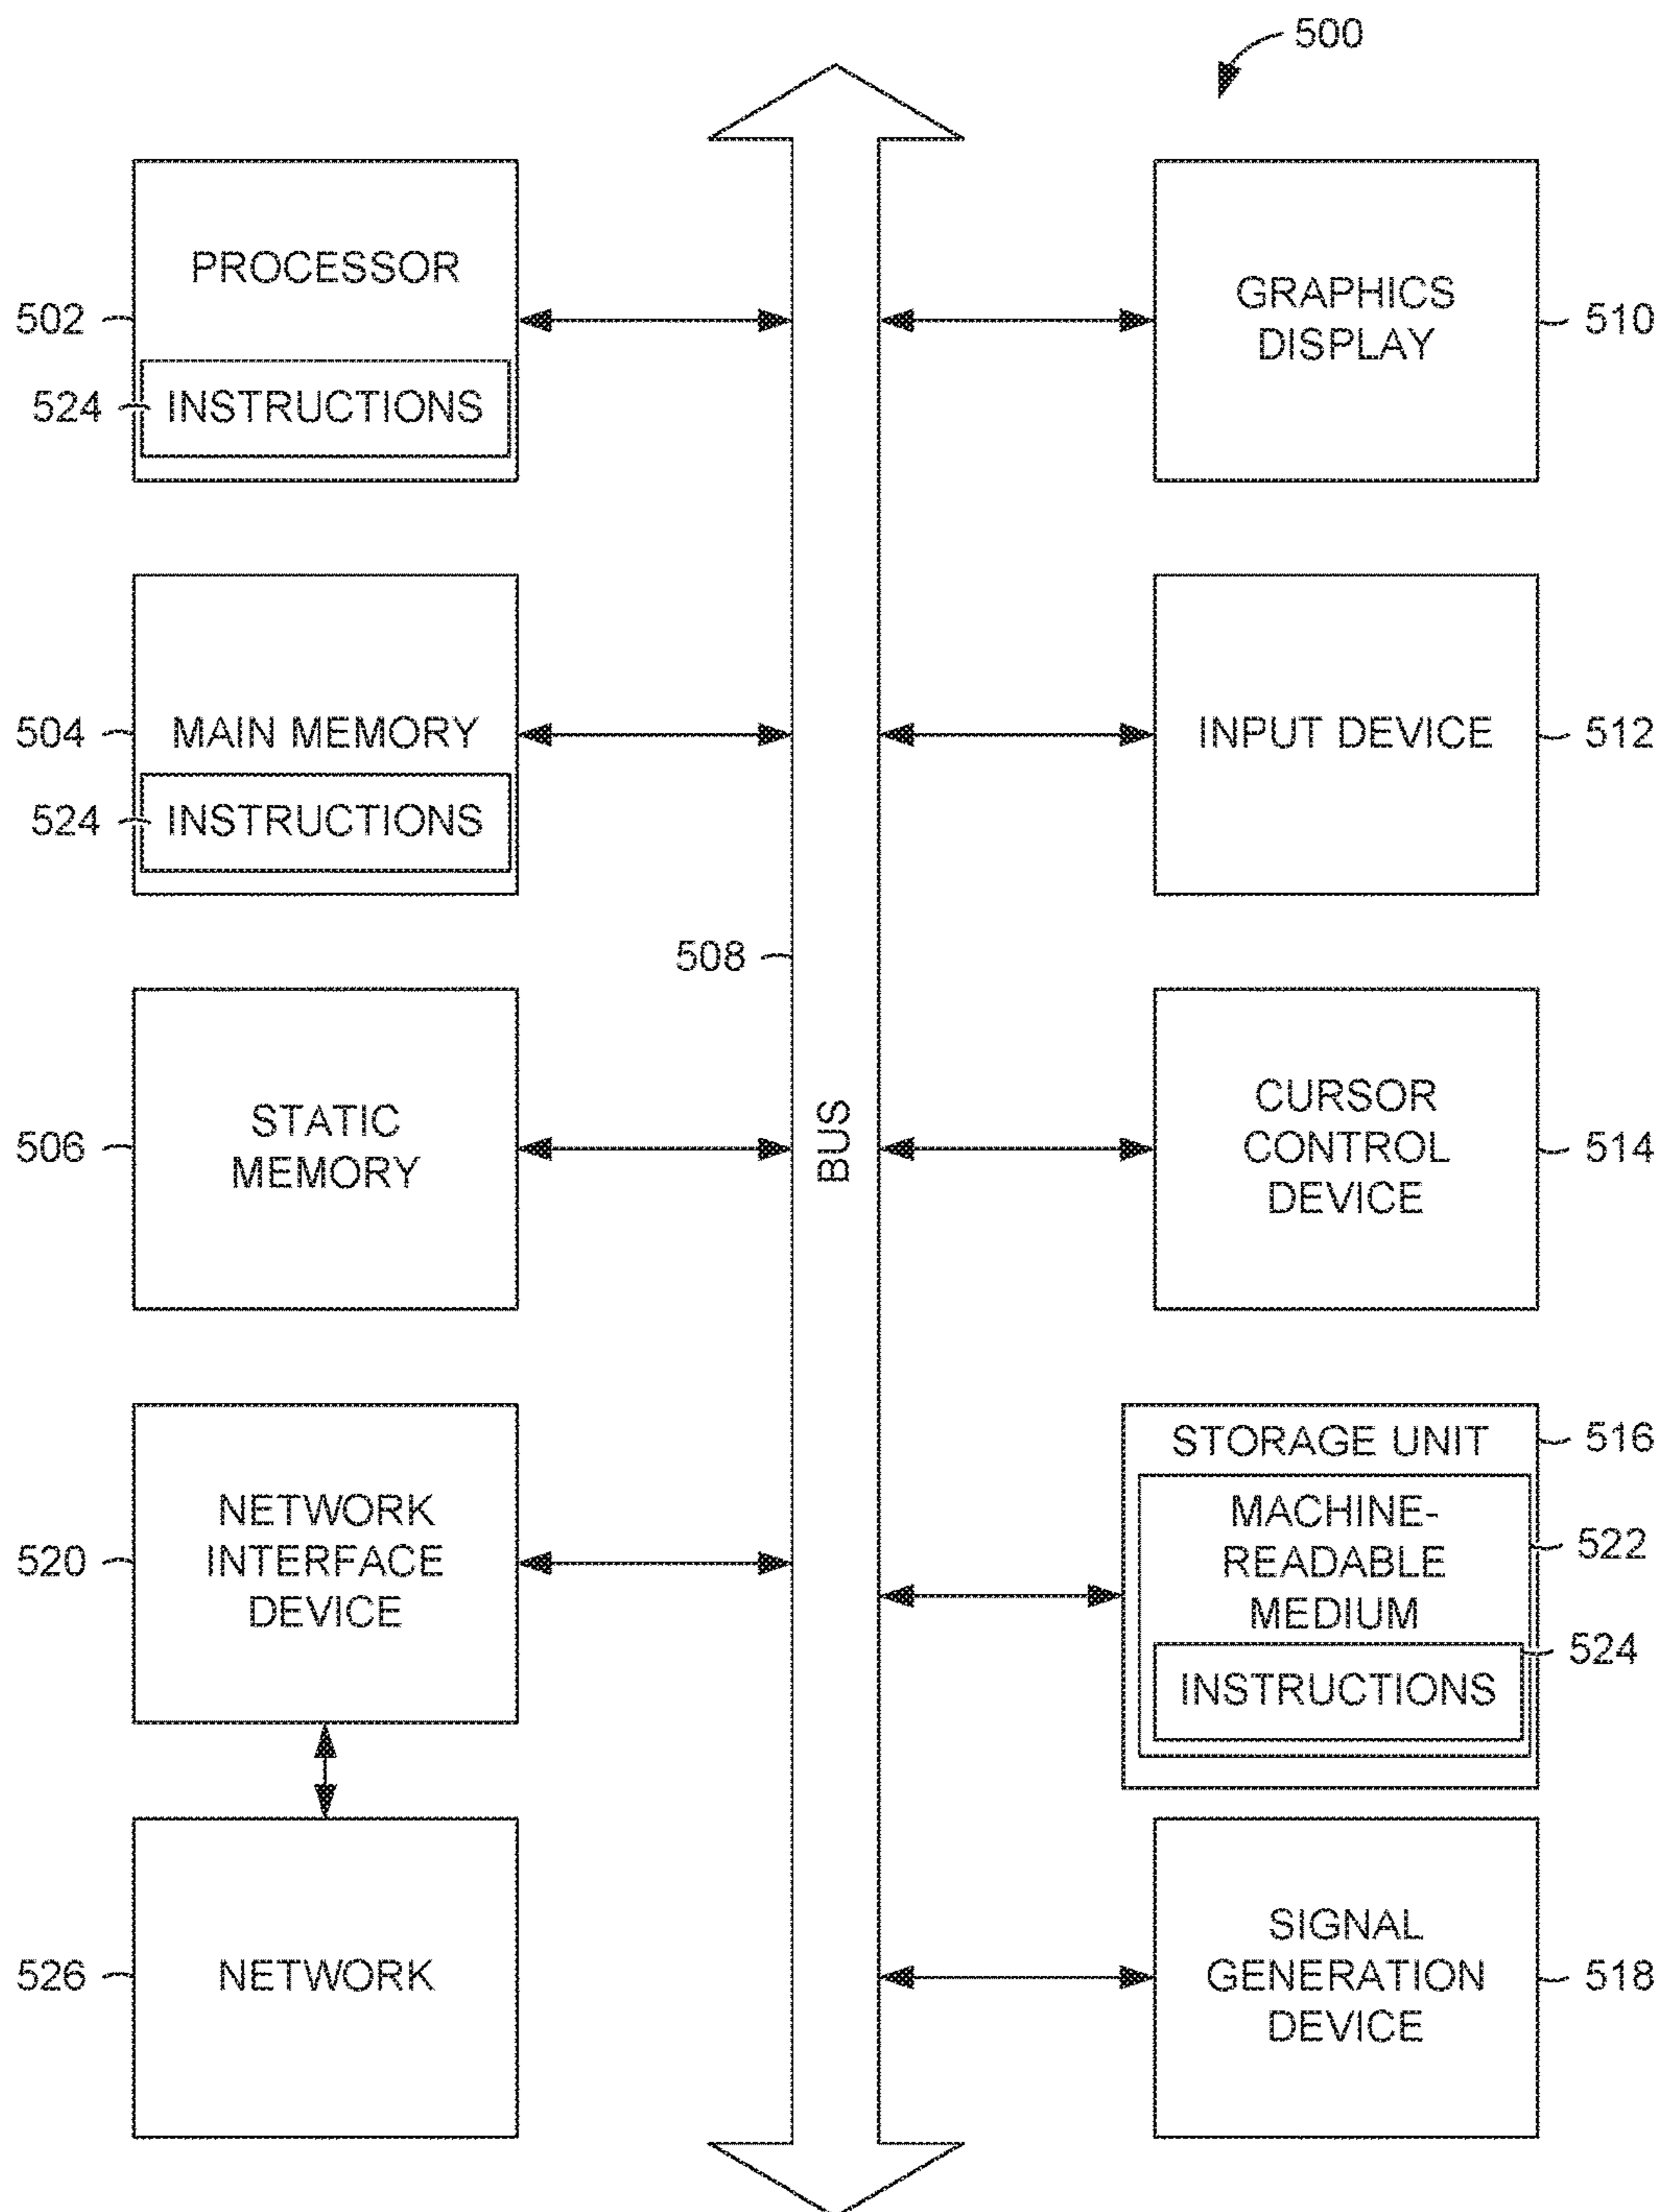 500
PROCESSOR
502
524
INSTRUCTIONS
GRAPHICS
DISPLAY
510
504
MAIN MEMORY
524
INSTRUCTIONS
INPUT DEVICE
512
508
BUS
506
STATIC
MEMORY
CURSOR
CONTROL
DEVICE
514
520
NETWORK
INTERFACE
DEVICE
STORAGE UNIT
516
MACHINE-
READABLE
MEDIUM
522
524
INSTRUCTIONS
526
NETWORK
SIGNAL
GENERATION
DEVICE
518